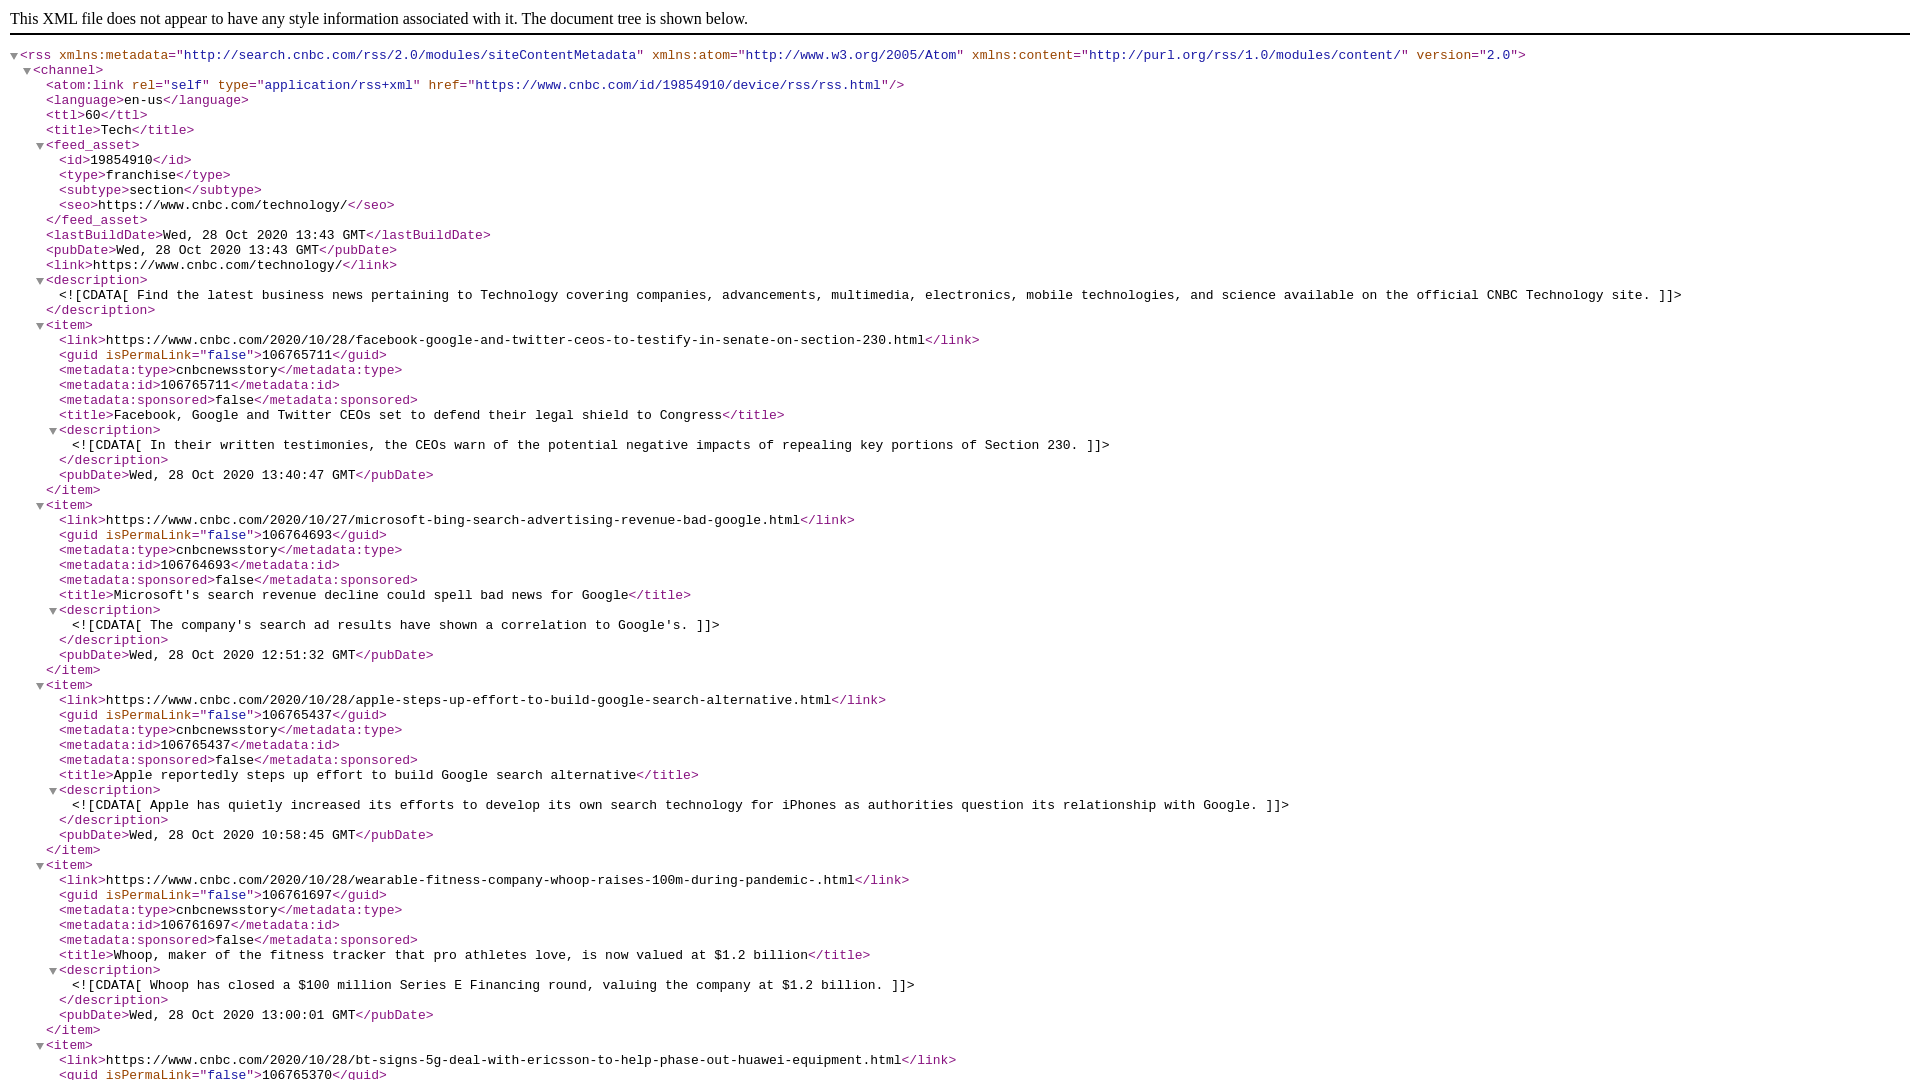 This XML file does not appear to have any style information associated with it. The document tree is shown below.
<rss xmlns:metadata="http://search.cnbc.com/rss/2.0/modules/siteContentMetadata" xmlns:atom="http://www.w3.org/2005/Atom" xmlns:content="http://purl.org/rss/1.0/modules/content/" version="2.0">
<channel>
<atom:link rel="self" type="application/rss+xml" href="https://www.cnbc.com/id/19854910/device/rss/rss.html"/>
<language>en-us</language>
<ttl>60</ttl>
<title>Tech</title>
<feed_asset>
<id>19854910</id>
<type>franchise</type>
<subtype>section</subtype>
<seo>https://www.cnbc.com/technology/</seo>
</feed_asset>
<lastBuildDate>Wed, 28 Oct 2020 13:43 GMT</lastBuildDate>
<pubDate>Wed, 28 Oct 2020 13:43 GMT</pubDate>
<link>https://www.cnbc.com/technology/</link>
<description>
<![CDATA[ Find the latest business news pertaining to Technology covering companies, advancements, multimedia, electronics, mobile technologies, and science available on the official CNBC Technology site. ]]>
</description>
<item>
<link>https://www.cnbc.com/2020/10/28/facebook-google-and-twitter-ceos-to-testify-in-senate-on-section-230.html</link>
<guid isPermaLink="false">106765711</guid>
<metadata:type>cnbcnewsstory</metadata:type>
<metadata:id>106765711</metadata:id>
<metadata:sponsored>false</metadata:sponsored>
<title>Facebook, Google and Twitter CEOs set to defend their legal shield to Congress</title>
<description>
<![CDATA[ In their written testimonies, the CEOs warn of the potential negative impacts of repealing key portions of Section 230. ]]>
</description>
<pubDate>Wed, 28 Oct 2020 13:40:47 GMT</pubDate>
</item>
<item>
<link>https://www.cnbc.com/2020/10/27/microsoft-bing-search-advertising-revenue-bad-google.html</link>
<guid isPermaLink="false">106764693</guid>
<metadata:type>cnbcnewsstory</metadata:type>
<metadata:id>106764693</metadata:id>
<metadata:sponsored>false</metadata:sponsored>
<title>Microsoft's search revenue decline could spell bad news for Google</title>
<description>
<![CDATA[ The company's search ad results have shown a correlation to Google's. ]]>
</description>
<pubDate>Wed, 28 Oct 2020 12:51:32 GMT</pubDate>
</item>
<item>
<link>https://www.cnbc.com/2020/10/28/apple-steps-up-effort-to-build-google-search-alternative.html</link>
<guid isPermaLink="false">106765437</guid>
<metadata:type>cnbcnewsstory</metadata:type>
<metadata:id>106765437</metadata:id>
<metadata:sponsored>false</metadata:sponsored>
<title>Apple reportedly steps up effort to build Google search alternative</title>
<description>
<![CDATA[ Apple has quietly increased its efforts to develop its own search technology for iPhones as authorities question its relationship with Google. ]]>
</description>
<pubDate>Wed, 28 Oct 2020 10:58:45 GMT</pubDate>
</item>
<item>
<link>https://www.cnbc.com/2020/10/28/wearable-fitness-company-whoop-raises-100m-during-pandemic-.html</link>
<guid isPermaLink="false">106761697</guid>
<metadata:type>cnbcnewsstory</metadata:type>
<metadata:id>106761697</metadata:id>
<metadata:sponsored>false</metadata:sponsored>
<title>Whoop, maker of the fitness tracker that pro athletes love, is now valued at $1.2 billion</title>
<description>
<![CDATA[ Whoop has closed a $100 million Series E Financing round, valuing the company at $1.2 billion. ]]>
</description>
<pubDate>Wed, 28 Oct 2020 13:00:01 GMT</pubDate>
</item>
<item>
<link>https://www.cnbc.com/2020/10/28/bt-signs-5g-deal-with-ericsson-to-help-phase-out-huawei-equipment.html</link>
<guid isPermaLink="false">106765370</guid>